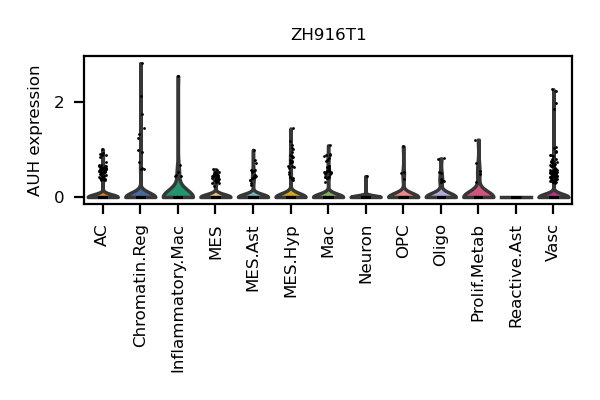 ZH916T1
AUH expression
2
0
AC
Chromatin.Reg
Inflammatory.Mac
MES
MES.Ast
MES.Hyp
Mac
Neuron
OPC
Oligo
Prolif.Metab
Reactive.Ast
Vasc